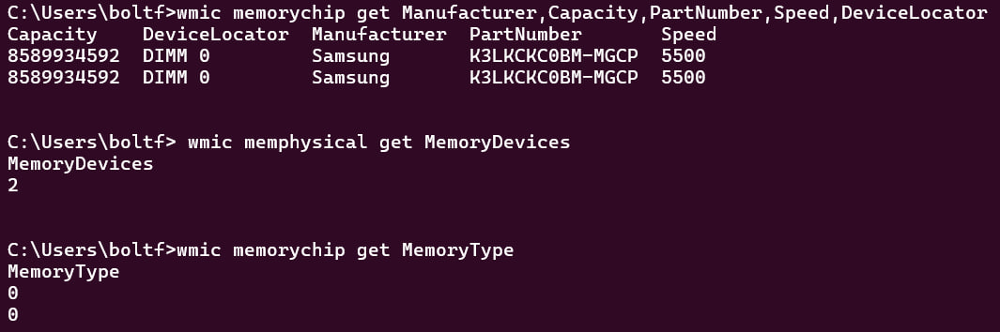 C:\Users\boltf>wmic memorychip get Manufacturer,Capacity,PartNumber,Speed,DeviceLocator
Capacity    DeviceLocator  Manufacturer  PartNumber       Speed
8589934592  DIMM 0         Samsung       K3LKCKC0BM-MGCP  5500
8589934592  DIMM 0         Samsung       K3LKCKC0BM-MGCP  5500
C:\Users\boltf> wmic memphysical get MemoryDevices
MemoryDevices
2
C:\Users\boltf>wmic memorychip get MemoryType
MemoryType
0
0